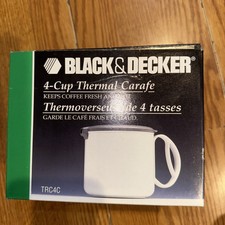 BLACK&DECKER
4-Cup Thermal Carafe
KEEPS COFFEE FRESH AND HOT.
Thermoverseur de 4 tasses
GARDE LE CAFÉ FRAIS ET CHAUD.
TRC4C